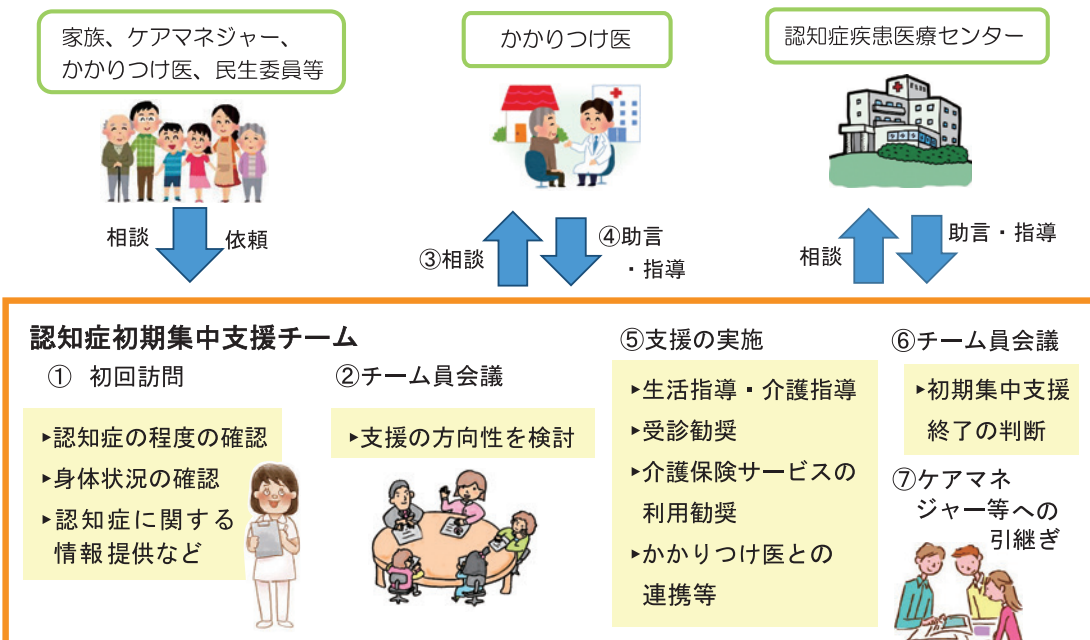 家族、ケアマネジャー、
かかりつけ医、民生委員等
かかりつけ医
認知症疾患医療センター
相談
依頼
③相談
④助言
・指導
相談
助言・指導
認知症初期集中支援チーム
① 初回訪問
▸認知症の程度の確認
▸身体状況の確認
▸認知症に関する
情報提供など
②チーム員会議
▸支援の方向性を検討
⑤支援の実施
▸生活指導・介護指導
▸受診勧奨
▸介護保険サービスの
利用勧奨
▸かかりつけ医との
連携等
⑥チーム員会議
▸初期集中支援
終了の判断
⑦ケアマネ
ジャー等への
引継ぎ